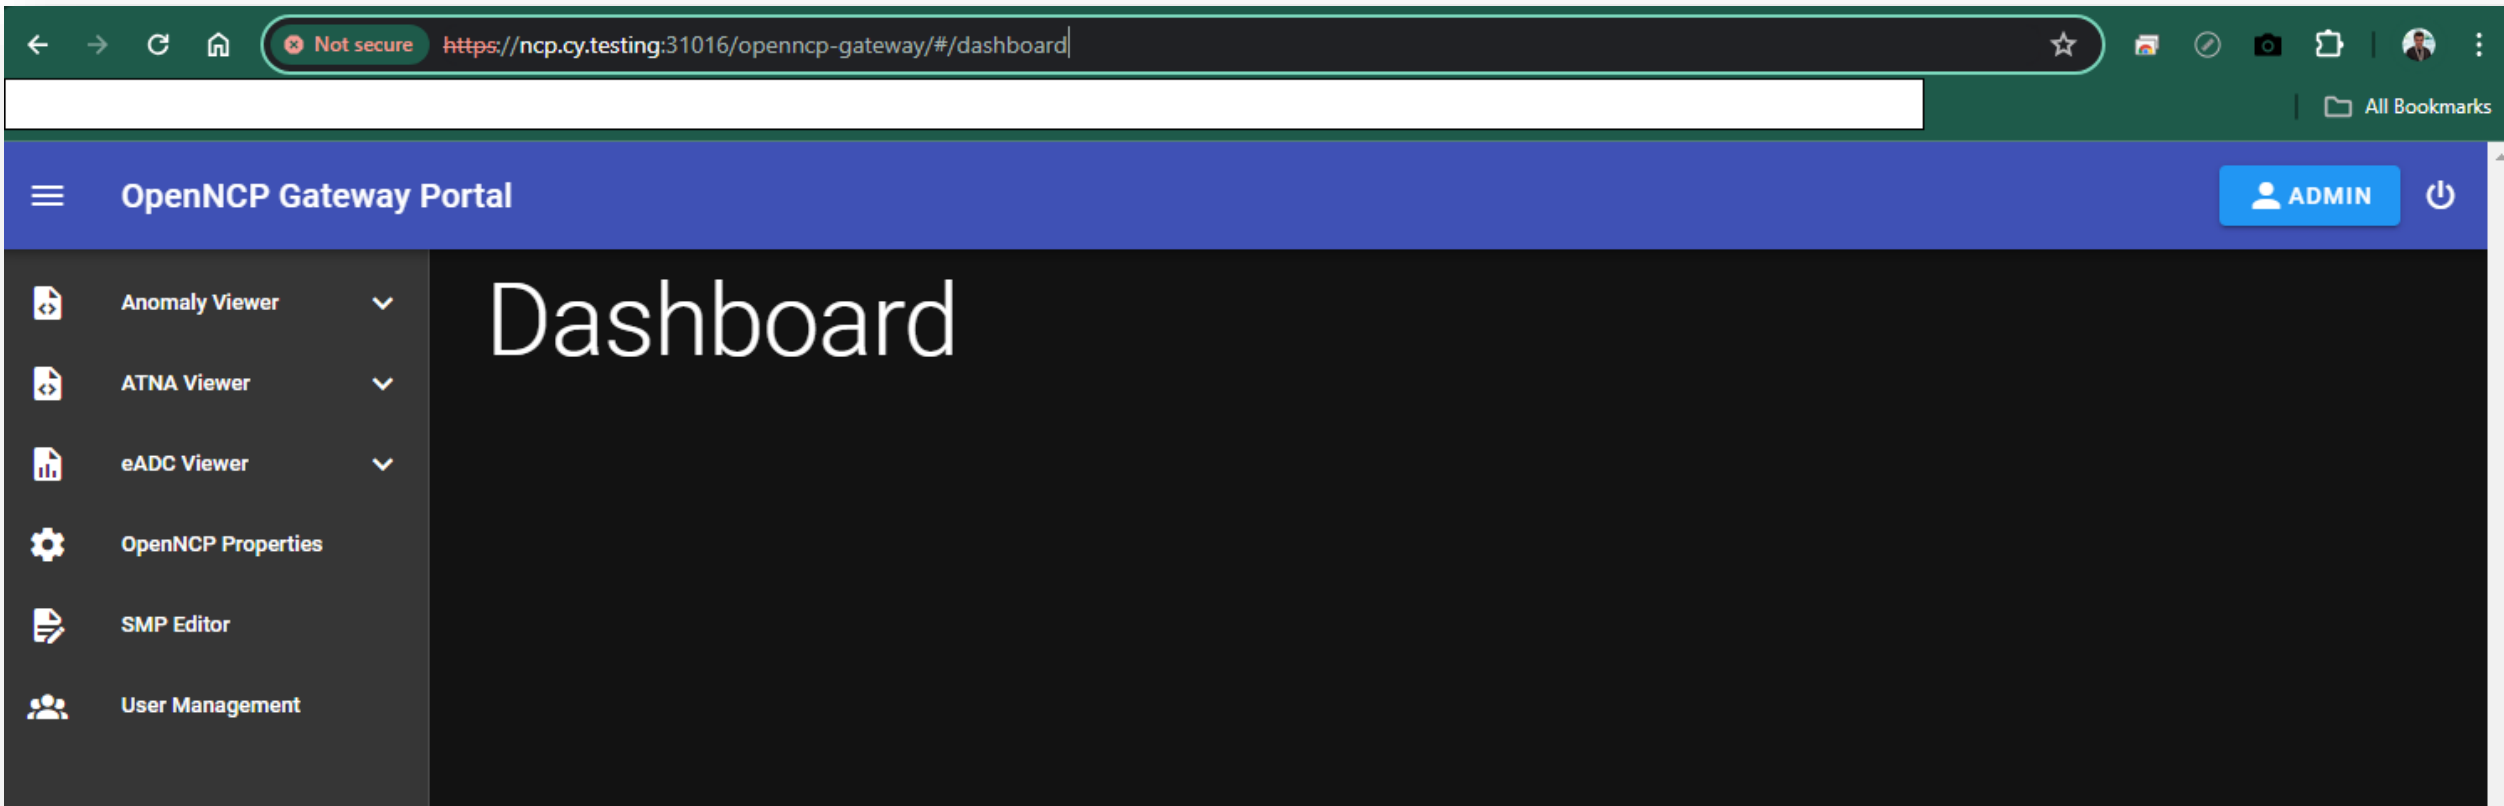 Not secure https://ncp.cy.testing:31016/openncp-gateway/#/dashboard
All Bookmarks
OpenNCP Gateway Portal
ADMIN
Anomaly Viewer
ATNA Viewer
eADC Viewer
OpenNCP Properties
SMP Editor
User Management
Dashboard